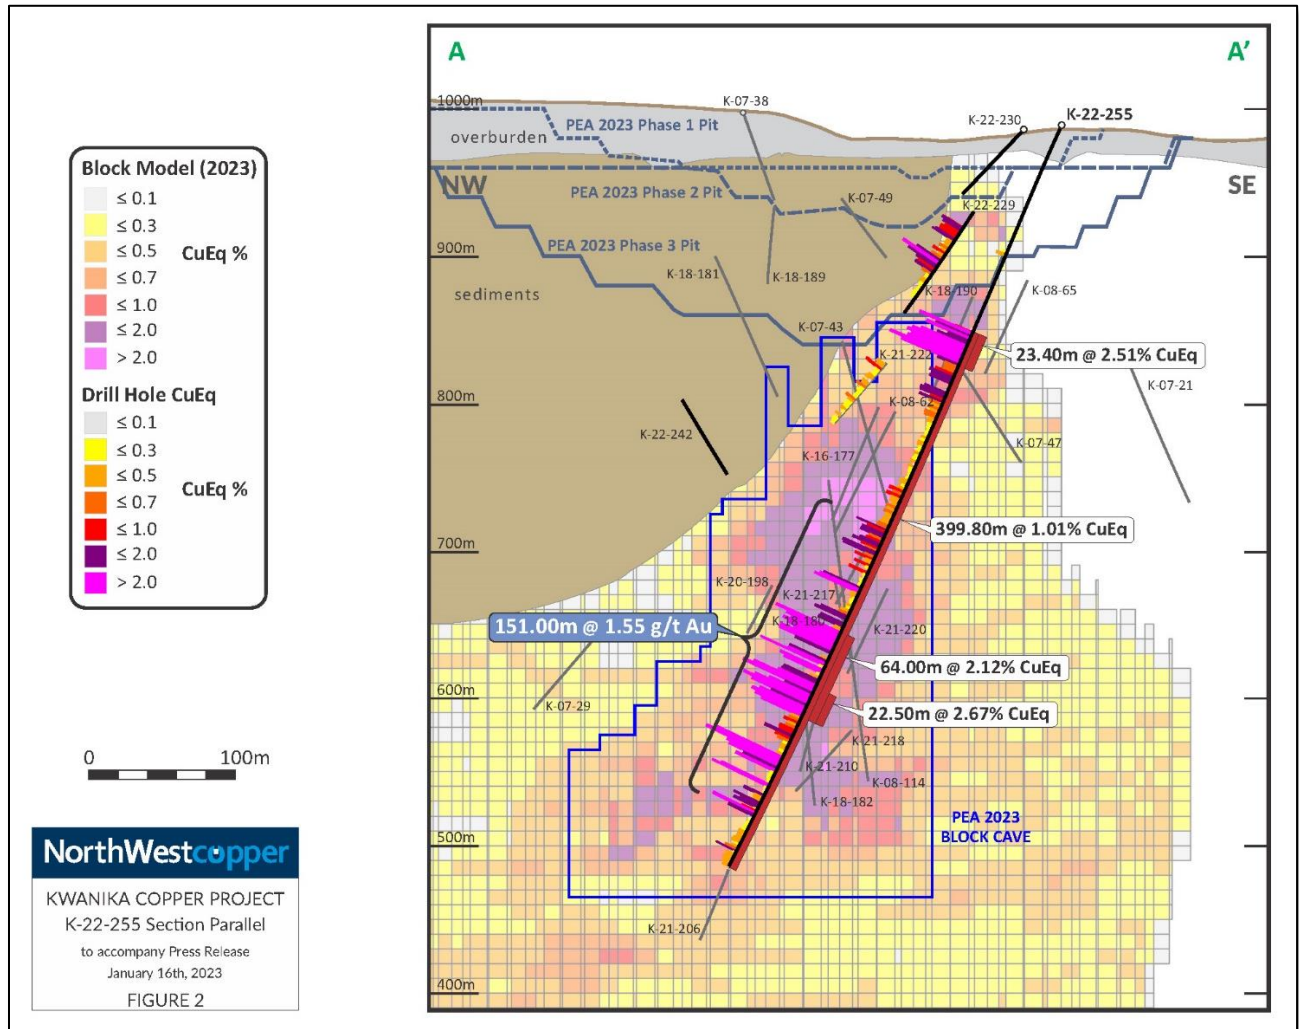 A
A'
1000m
K-07-38
K-22-230
K-22-255
overburden
PEA 2023 Phase 1 Pit
NW
SE
PEA 2023 Phase 2 Pit
K-07-49
K-22-229
900m
PEA 2023 Phase 3 Pit
K-18-181
K-18-189
sediments
K-18-190
K-08-65
K-07-43
K-21-222
23.40m @ 2.51% CuEq
K-07-21
800m
K-08-62
K-22-242
K-07-47
K-16-177
399.80m @ 1.01% CuEq
700m
K-20-198
K-21-217
K-18-180
151.00m @ 1.55 g/t Au
K-21-220
64.00m @ 2.12% CuEq
600m
K-07-29
22.50m @ 2.67% CuEq
K-21-218
K-21-210
K-08-114
K-18-182
PEA 2023
BLOCK CAVE
500m
K-21-206
400m
Block Model (2023)
≤ 0.1
≤ 0.3
≤ 0.5
CuEq %
≤ 0.7
≤ 1.0
≤ 2.0
> 2.0
Drill Hole CuEq
≤ 0.1
≤ 0.3
≤ 0.5
CuEq %
≤ 0.7
≤ 1.0
≤ 2.0
> 2.0
0 100m
NorthWestcopper
KWANIKA COPPER PROJECT
K-22-255 Section Parallel
to accompany Press Release
January 16th, 2023
FIGURE 2